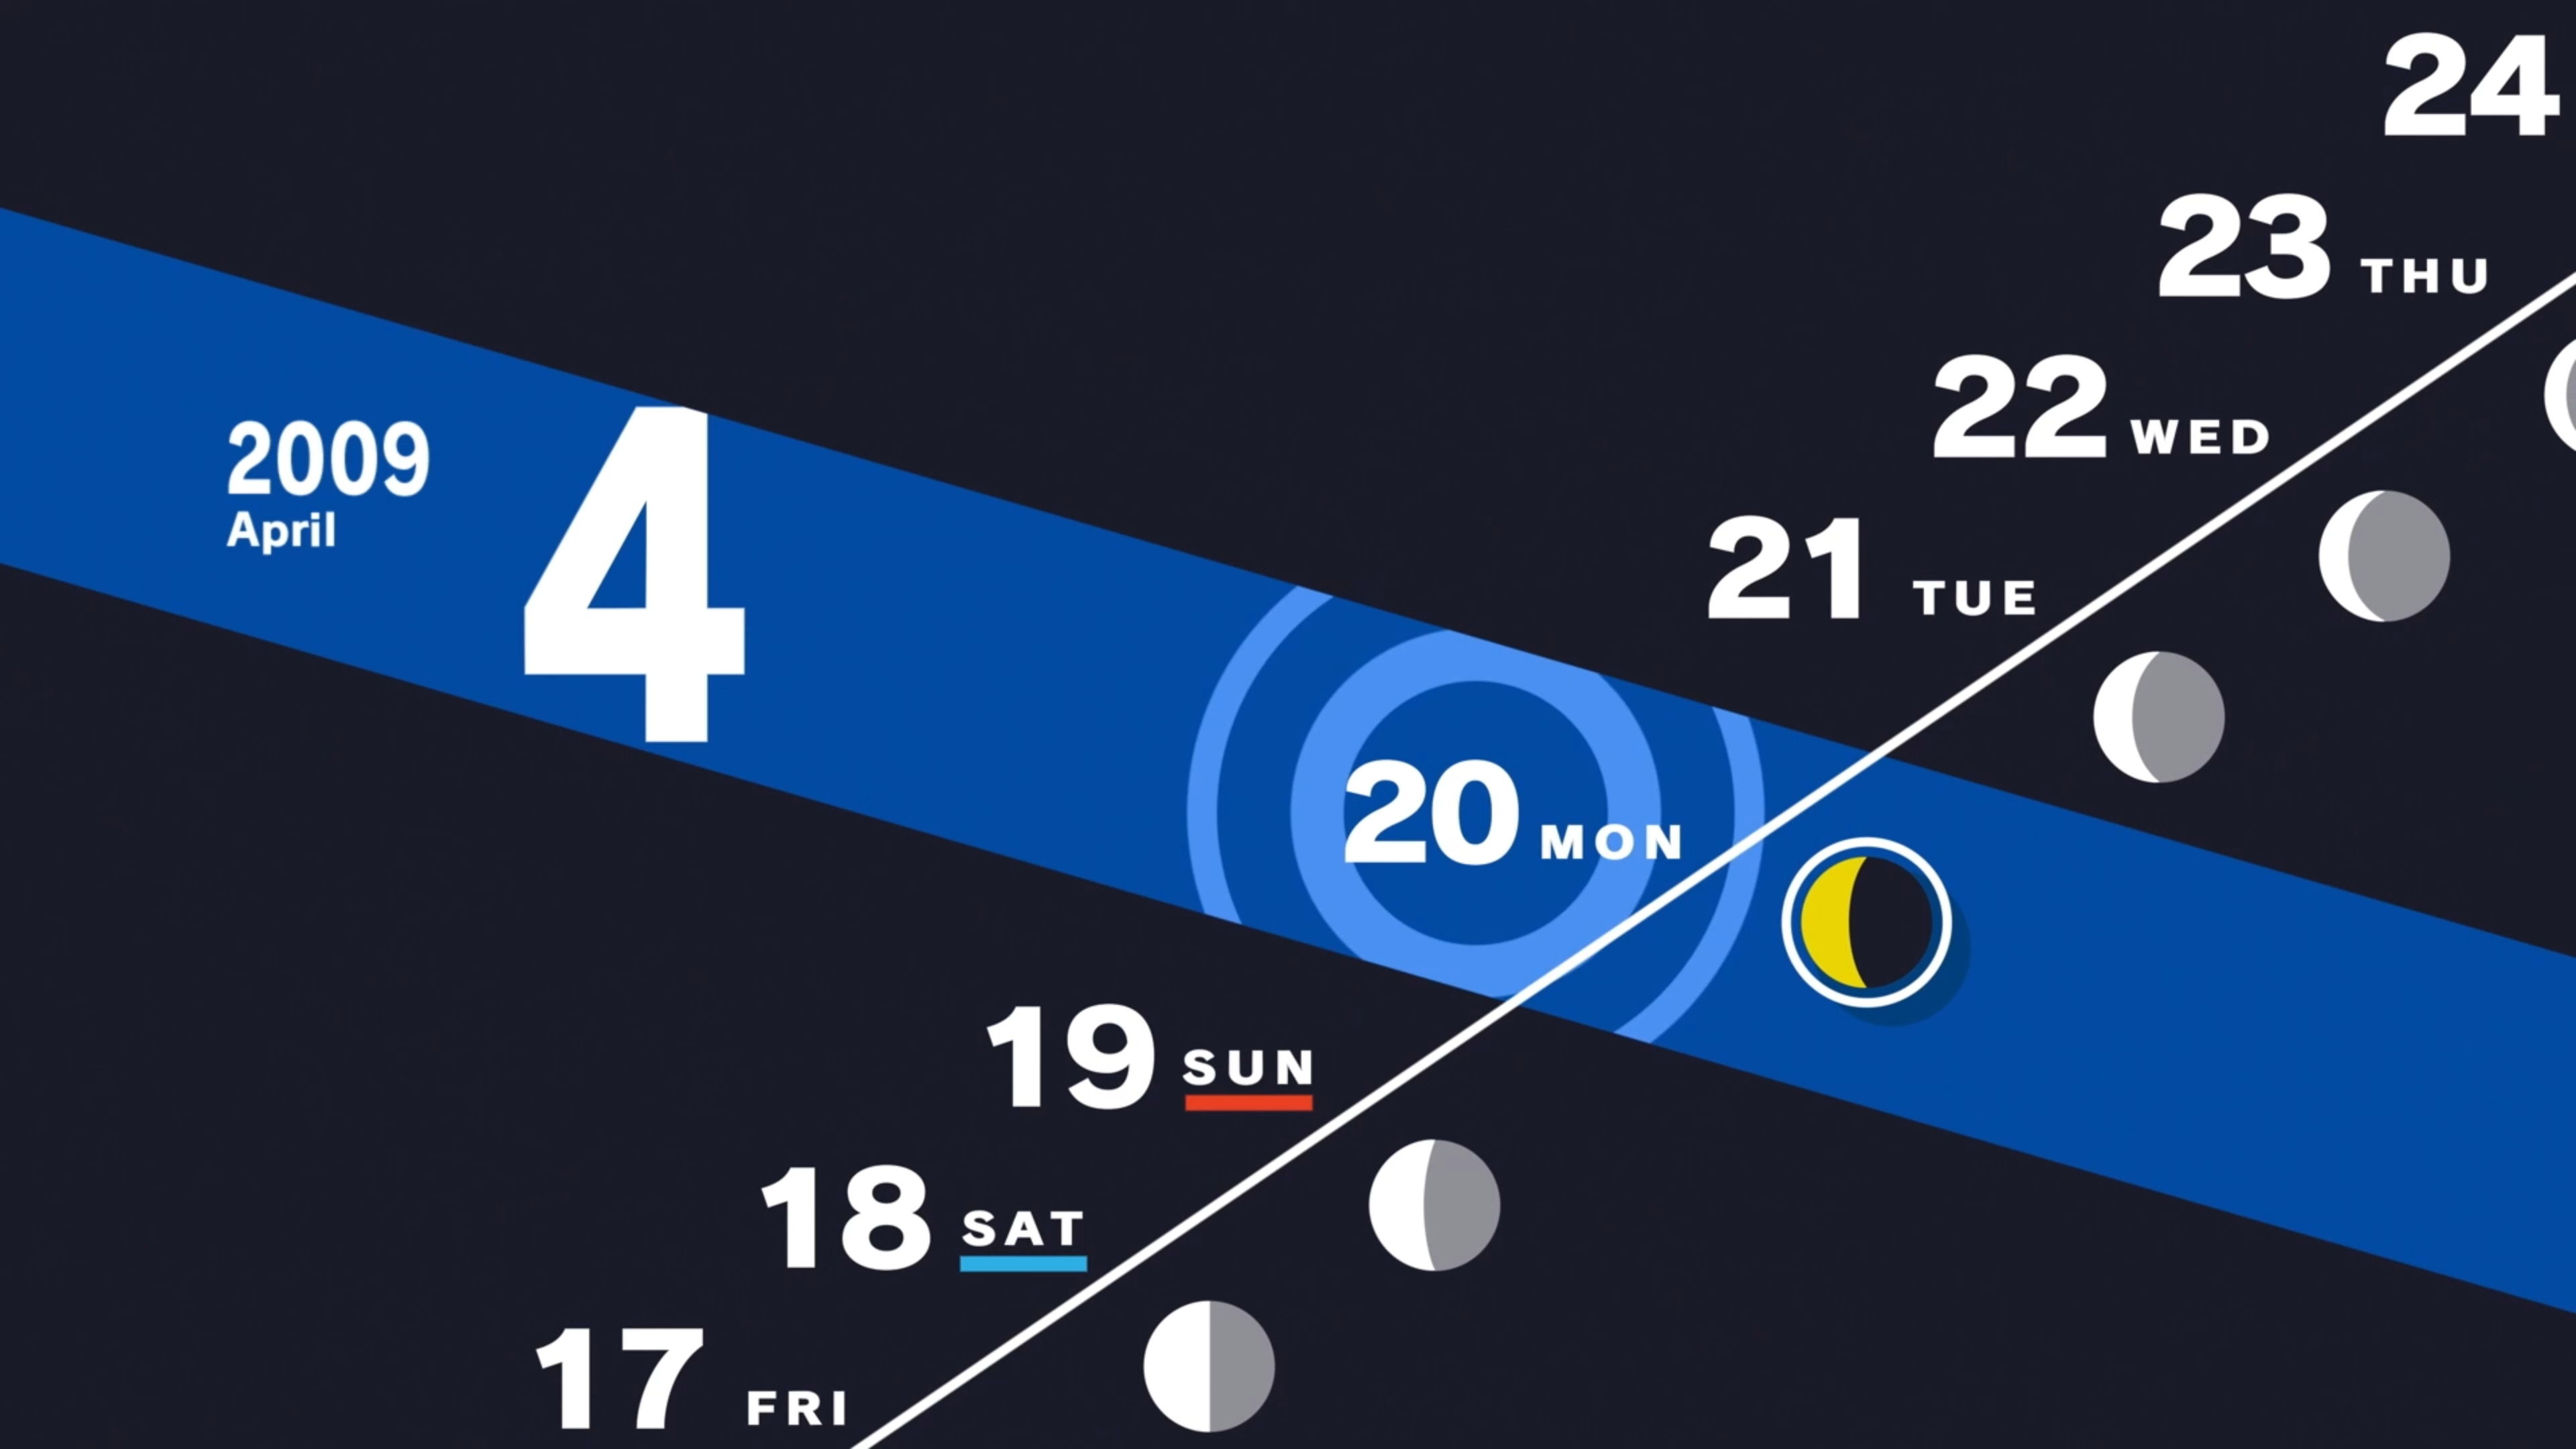 24
23 THU
22 WED
2009
April
4
21 TUE
20 MON
19 SUN
18 SAT
17 FRI